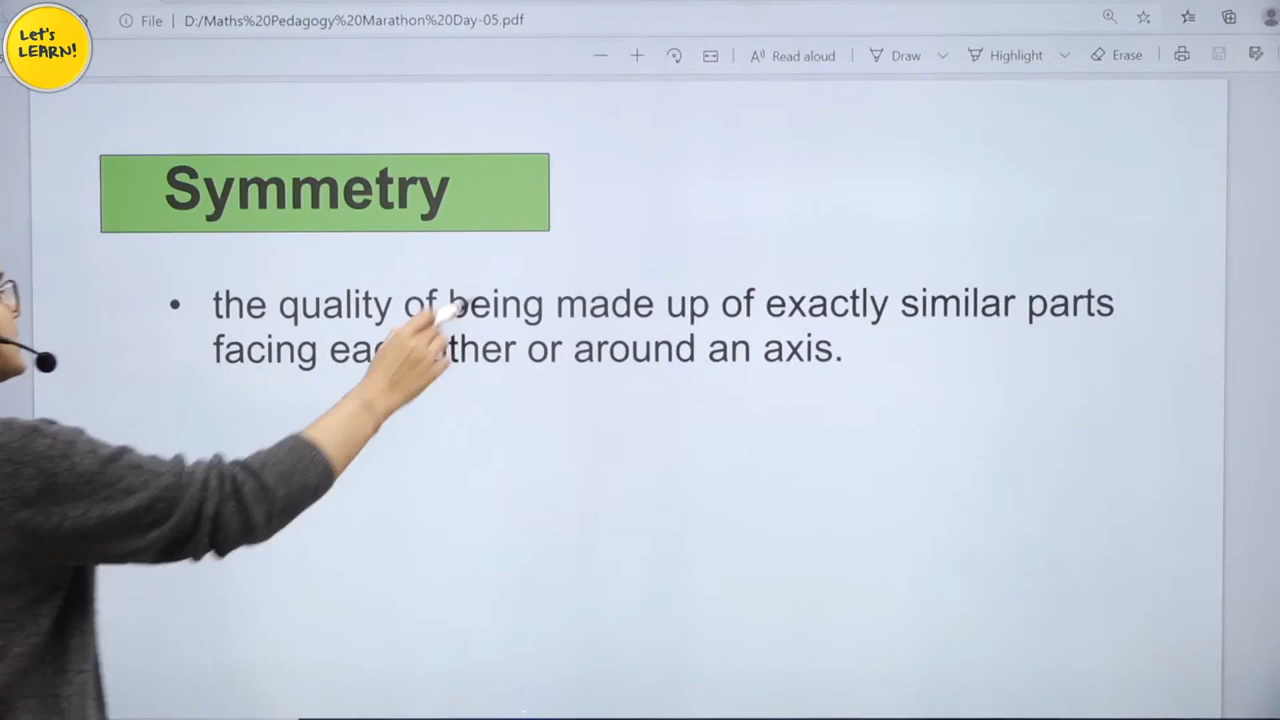 Let's
LEARN!
File
D:/Maths%20Pedagogy%20Marathon%20Day-05.pdf
Read aloud
Draw
Highlight
Erase
Symmetry
• the quality of being made up of exactly similar parts
facing other or around an axis.